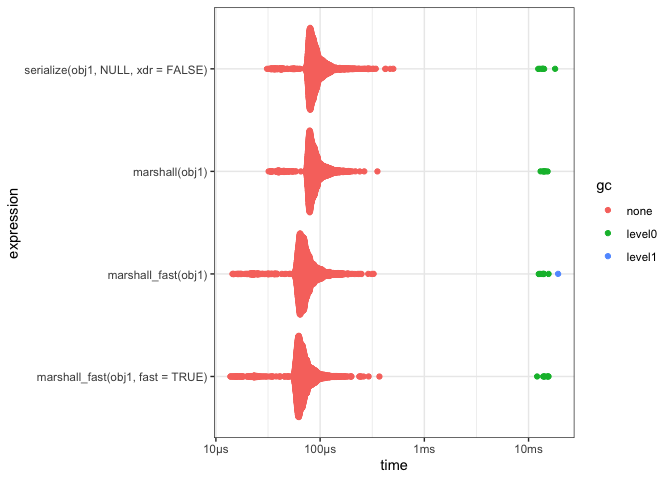 serialize(obj1, NULL, xdr = FALSE)
marshall(obj1)
marshall_fast(obj1)
marshall_fast(obj1, fast = TRUE)
expression
10µs
100µs
1ms
10ms
time
gc
none
level0
level1